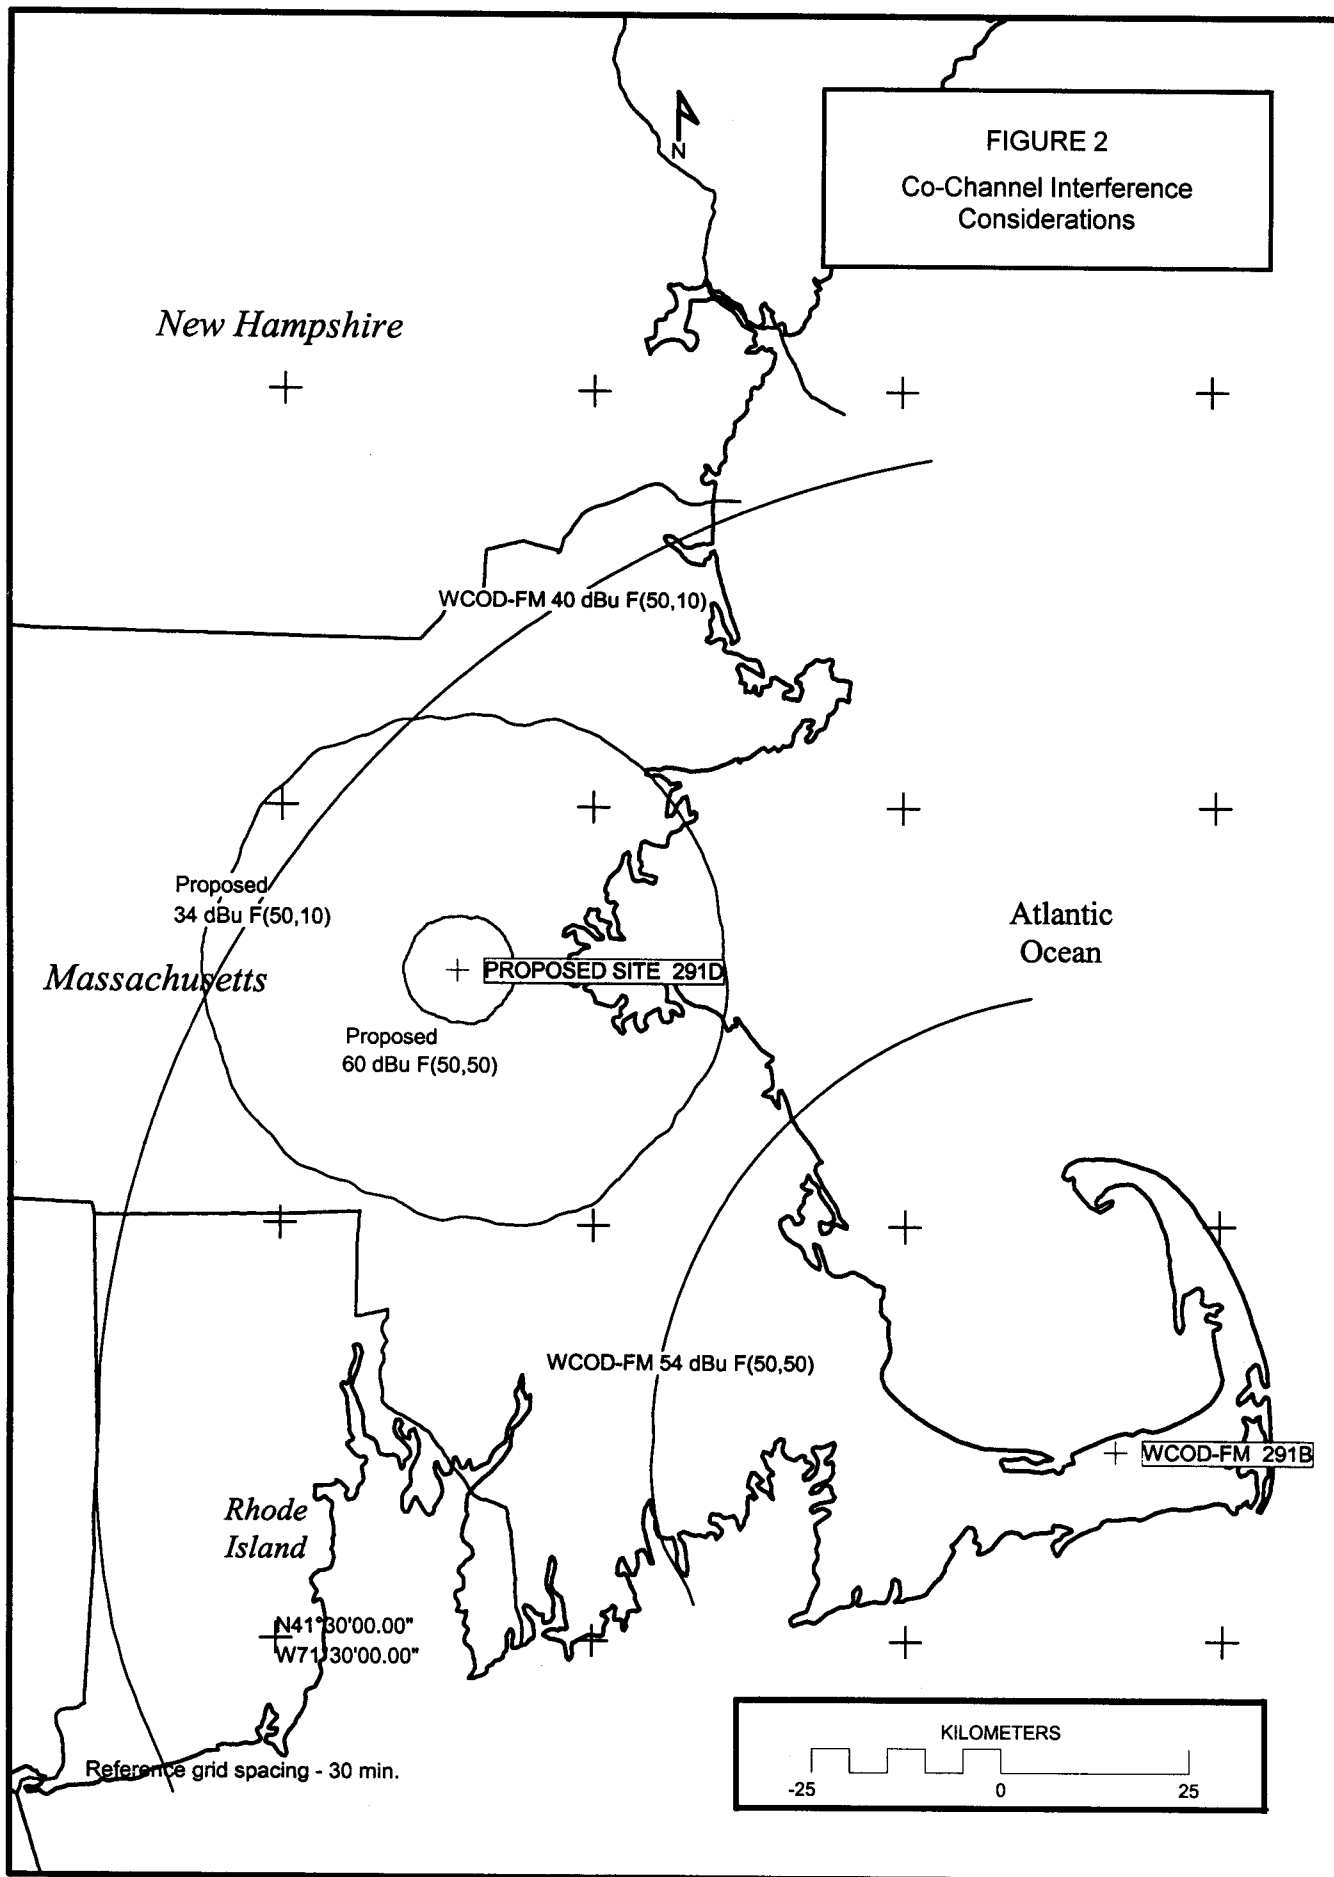 FIGURE 2
Co-Channel Interference
Considerations
N
New Hampshire
WCOD-FM 40 dBu F(50,10)
Proposed
34 dBu F(50,10)
Atlantic
Ocean
Massachusetts
PROPOSED SITE 291D
Proposed
60 dBu F(50,50)
WCOD-FM 54 dBu F(50,50)
WCOD-FM 291B
Rhode
Island
N41°30'00.00"
W71°30'00.00"
Reference grid spacing - 30 min.
KILOMETERS
-25 0 25